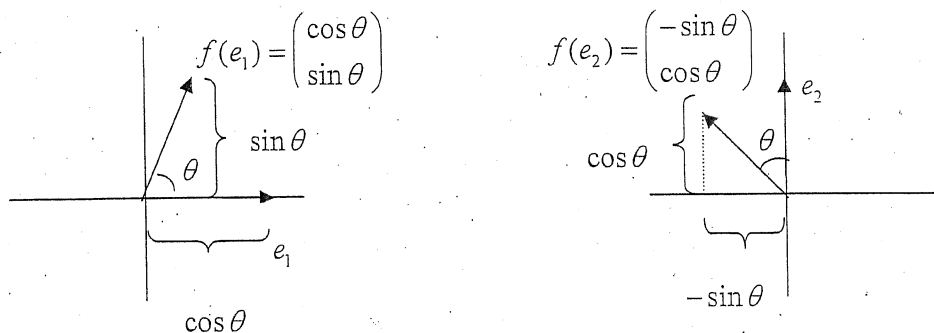 f(e₁) = (cos θ
sin θ)
sin θ
θ
e₁
cos θ
f(e₂) = (−sin θ
cos θ)
e₂
θ
cos θ
−sin θ